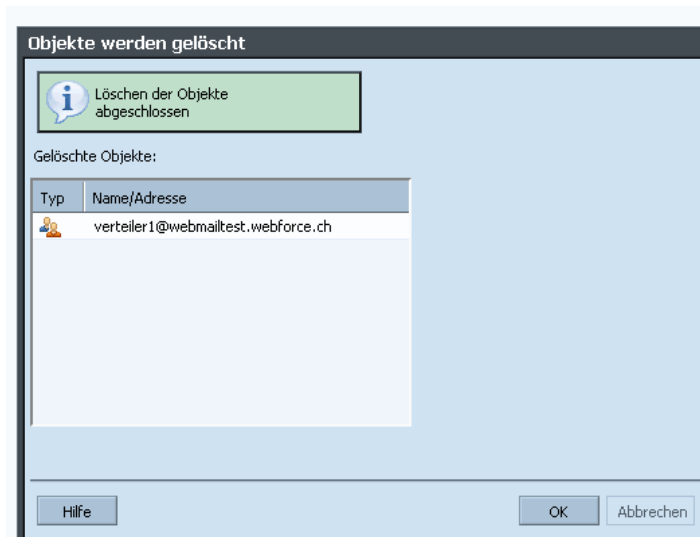 Objekte werden gelöscht
Löschen der Objekte
abgeschlossen
Gelöschte Objekte:
Typ Name/Adresse
verteiler1@webmailtest.webforce.ch
Hilfe OK Abbrechen